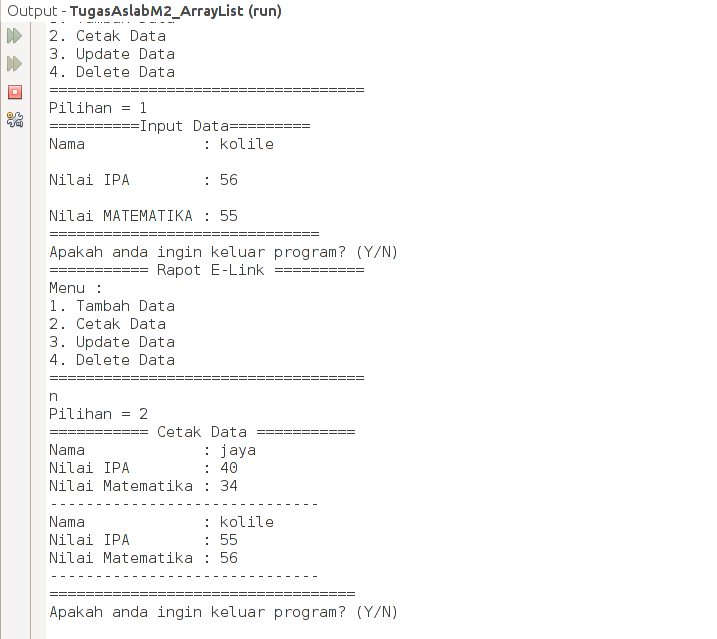 Output - TugasAslabM2_ArrayList (run)
1. Tambah Data
2. Cetak Data
3. Update Data
4. Delete Data
===================================
Pilihan = 1
==========Input Data=========
Nama             : kolile
Nilai IPA        : 56
Nilai MATEMATIKA : 55
==============================
Apakah anda ingin keluar program? (Y/N)
=========== Rapot E-Link ==========
Menu :
1. Tambah Data
2. Cetak Data
3. Update Data
4. Delete Data
===================================
n
Pilihan = 2
=========== Cetak Data ===========
Nama             : jaya
Nilai IPA        : 40
Nilai Matematika : 34
------------------------------
Nama             : kolile
Nilai IPA        : 55
Nilai Matematika : 56
------------------------------
==================================
Apakah anda ingin keluar program? (Y/N)